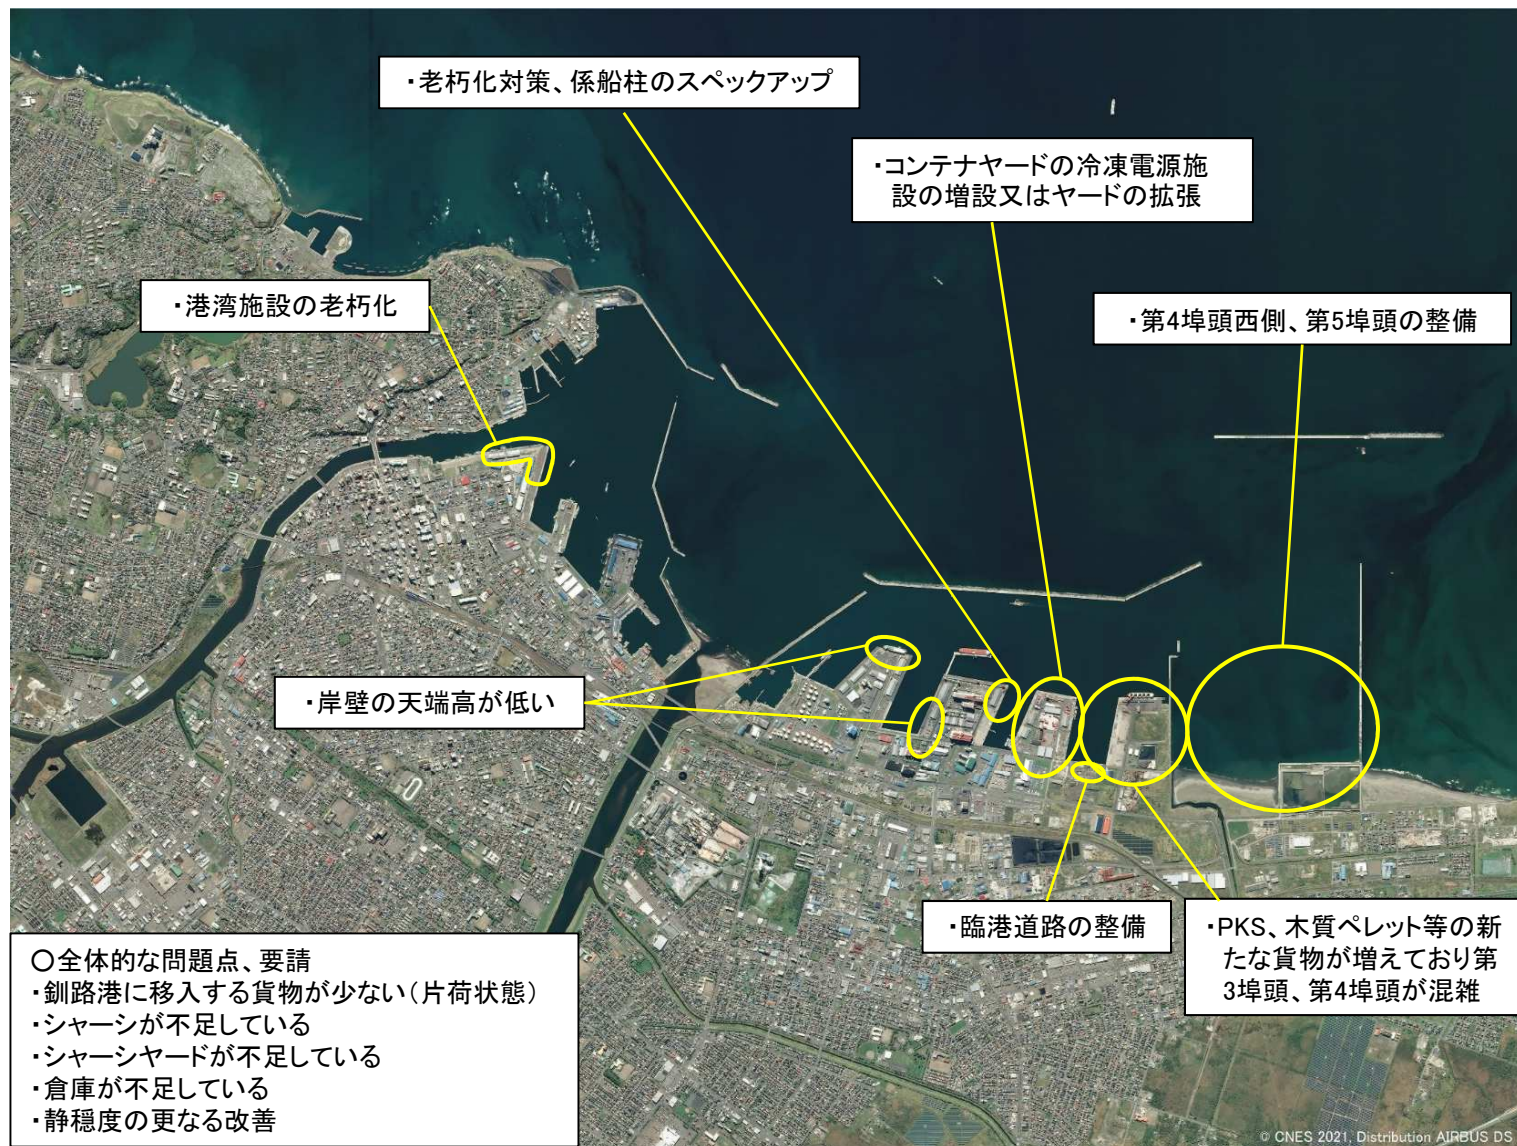 ・老朽化対策、係船柱のスペックアップ
・コンテナヤードの冷凍電源施
設の増設又はヤードの拡張
・港湾施設の老朽化
・第4埠頭西側、第5埠頭の整備
・岸壁の天端高が低い
・臨港道路の整備
・PKS、木質ペレット等の新
たな貨物が増えており第
3埠頭、第4埠頭が混雑
〇全体的な問題点、要請
・釧路港に移入する貨物が少ない（片荷状態）
・シャーシが不足している
・シャーシヤードが不足している
・倉庫が不足している
・静穏度の更なる改善
© CNES 2021, Distribution AIRBUS DS